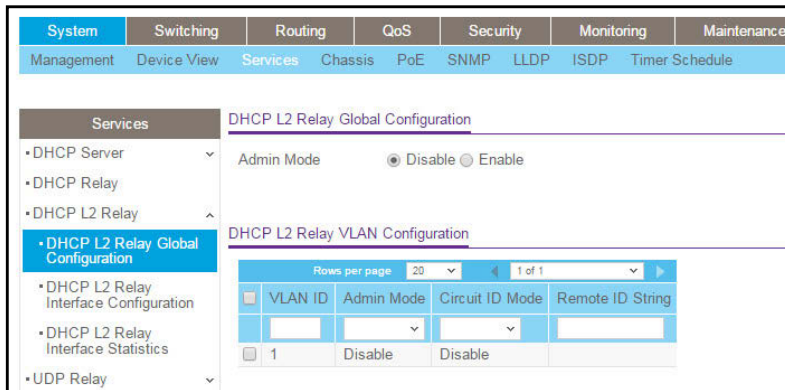 System Switching Routing QoS Security Monitoring Maintenance
Management Device View Services Chassis PoE SNMP LLDP ISDP Timer Schedule
Services
DHCP Server
DHCP Relay
DHCP L2 Relay
DHCP L2 Relay Global
Configuration
DHCP L2 Relay
Interface Configuration
DHCP L2 Relay
Interface Statistics
UDP Relay
DHCP L2 Relay Global Configuration
Admin Mode Disable Enable
DHCP L2 Relay VLAN Configuration
Rows per page 20 1 of 1
VLAN ID Admin Mode Circuit ID Mode Remote ID String
1 Disable Disable